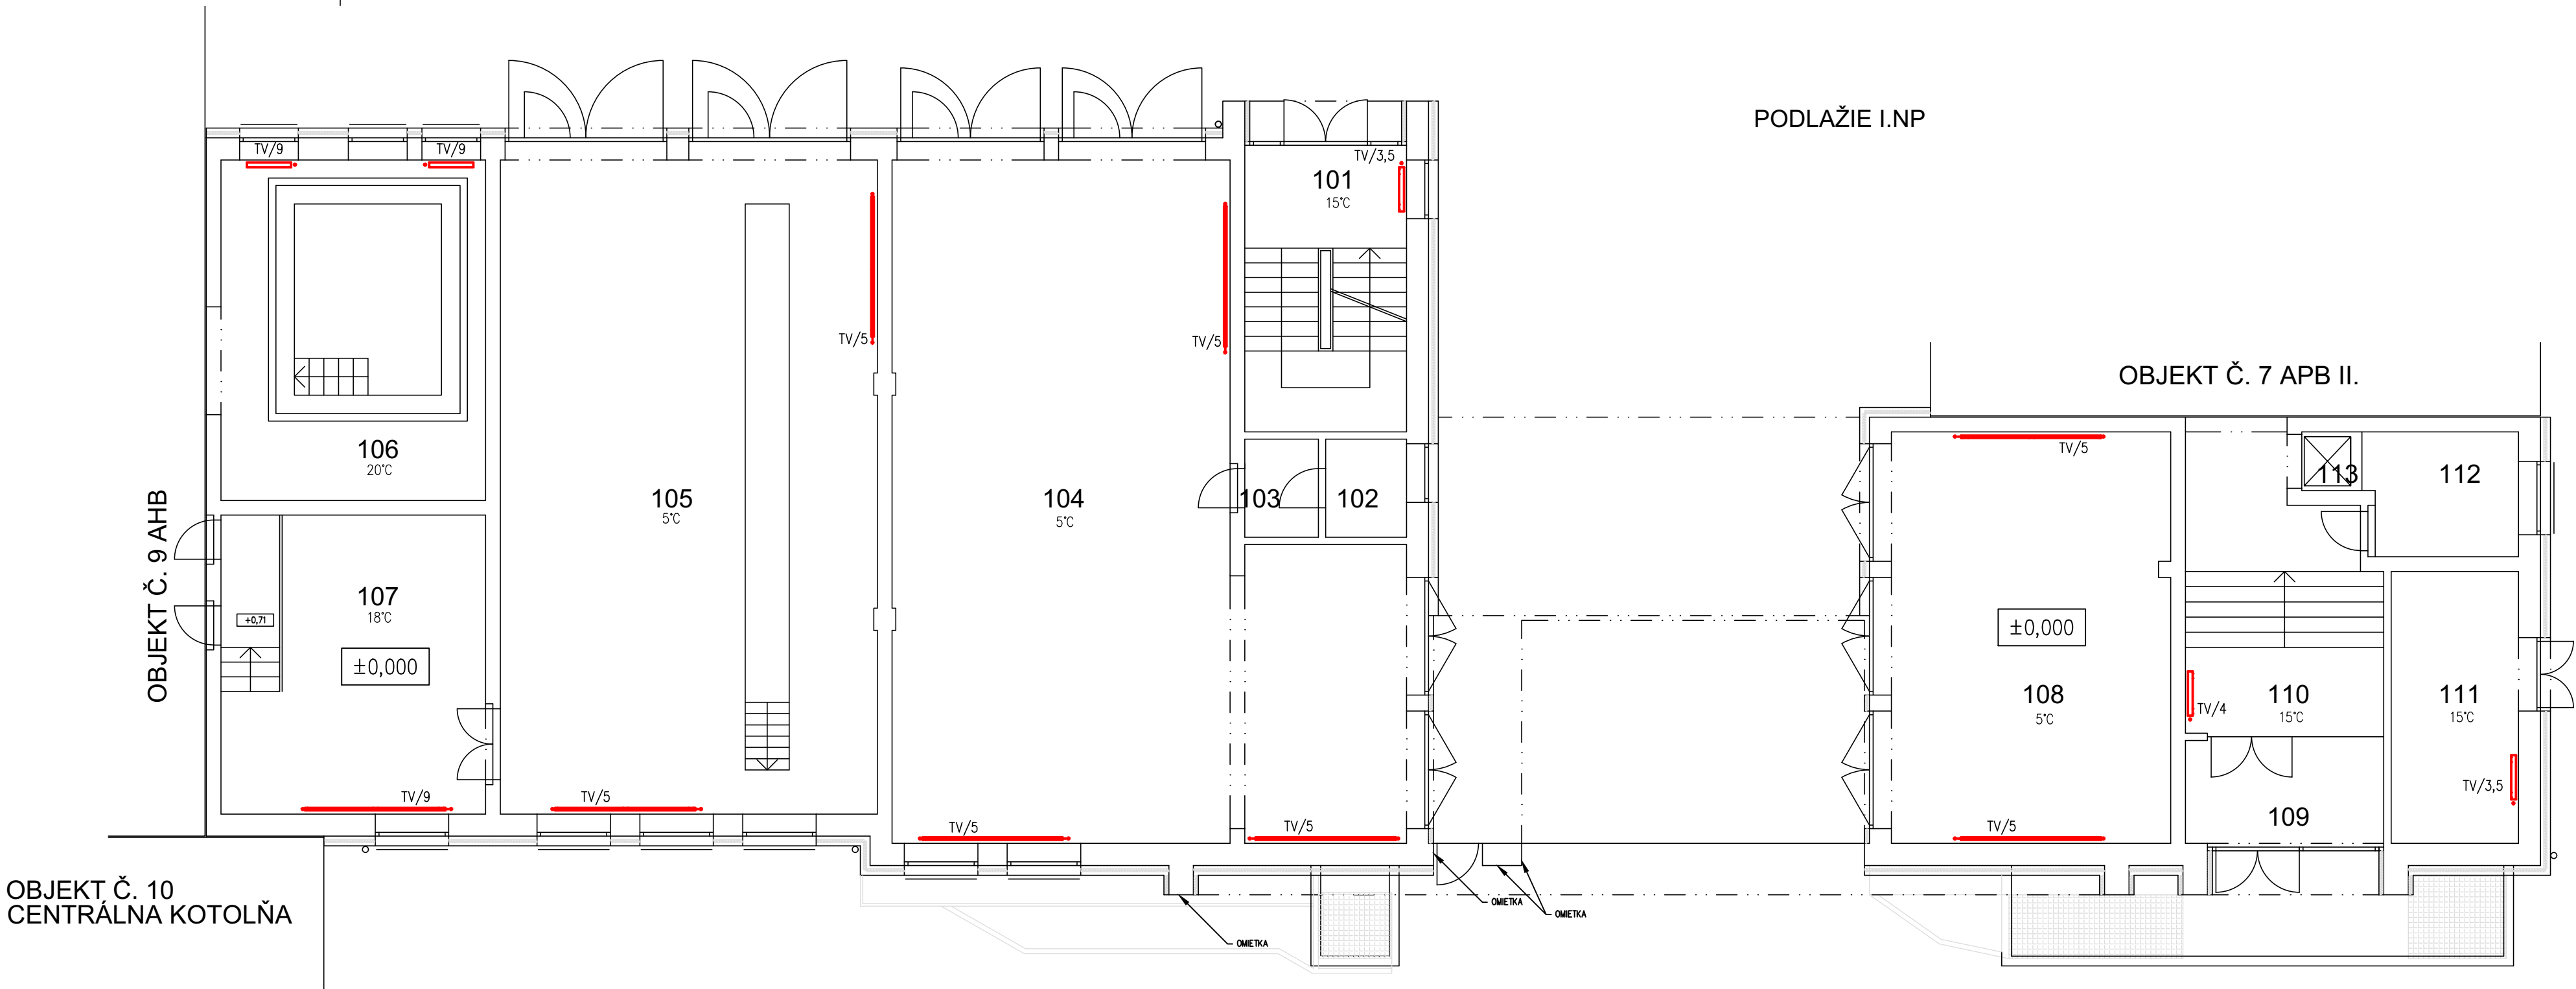 PODLAŽIE I.NP
TV/9
TV/9
TV/3,5
101
15°C
TV/5
TV/5
OBJEKT Č. 7 APB II.
106
20°C
105
5°C
104
5°C
103
102
TV/5
113
112
OBJEKT Č. 9 AHB
107
18°C
+0,71
±0,000
±0,000
108
5°C
TV/4
110
15°C
111
15°C
TV/9
TV/5
TV/5
TV/5
TV/5
109
TV/3,5
OBJEKT Č. 10
CENTRÁLNA KOTOLŇA
OMIETKA
OMIETKA
OMIETKA